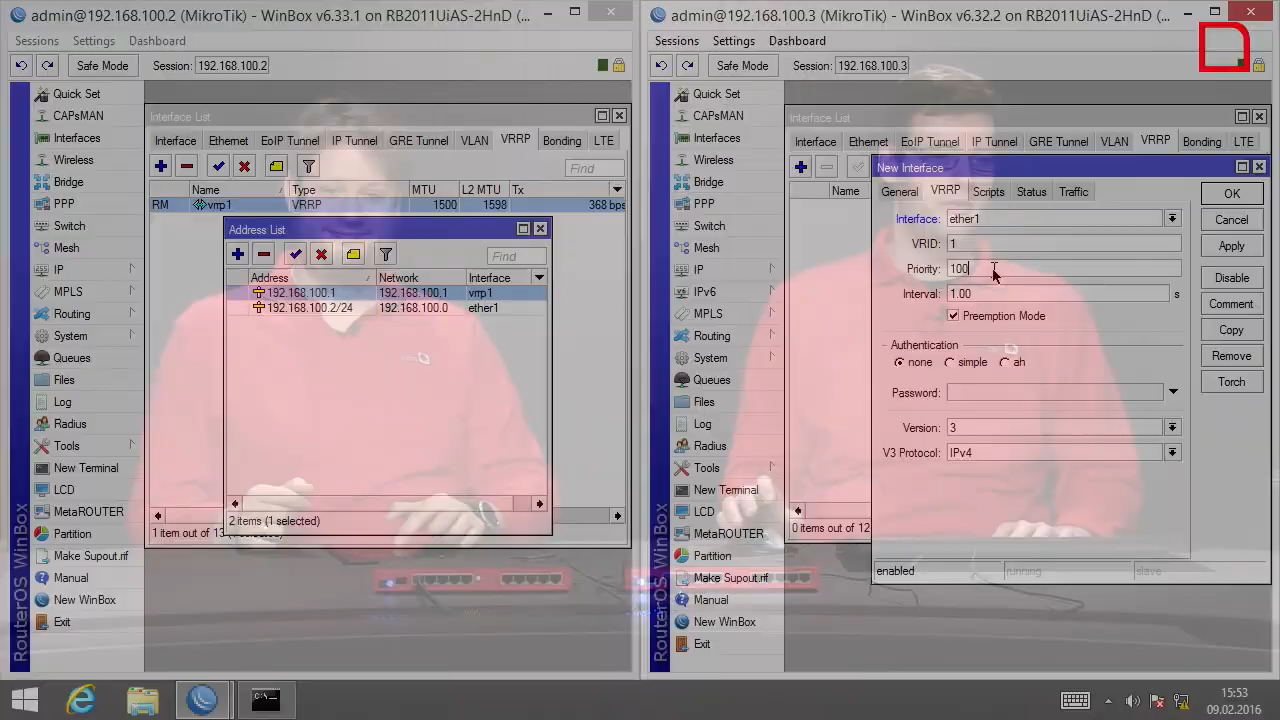 admin@192.168.100.2 (MikroTik) - WinBox v6.33.1 on RB2011UiAS-2HnD (...
Sessions Settings Dashboard
Safe Mode Session: 192.168.100.2
Quick Set
CAPsMAN
Interfaces
Wireless
Bridge
PPP
Switch
Mesh
IP
MPLS
Routing
System
Queues
Files
Log
Radius
Tools
New Terminal
LCD
MetaROUTER
Partition
Make Supout.rif
Manual
New WinBox
Exit
RouterOS WinBox
Interface List
Interface Ethernet EoIP Tunnel IP Tunnel GRE Tunnel VLAN VRRP Bonding LTE
Find
Name Type MTU L2 MTU Tx
RM vrrp1 VRRP 1500 1598 368 bps
Address List
Find
Address Network Interface
192.168.100.1 192.168.100.1 vrrp1
192.168.100.2/24 192.168.100.0 ether1
2 items (1 selected)
1 item out of 13
admin@192.168.100.3 (MikroTik) - WinBox v6.32.2 on RB2011UiAS-2HnD (...
Sessions Settings Dashboard
Safe Mode Session: 192.168.100.3
Quick Set
CAPsMAN
Interfaces
Wireless
Bridge
PPP
Switch
Mesh
IP
IPv6
MPLS
Routing
System
Queues
Files
Log
Radius
Tools
New Terminal
LCD
MetaROUTER
Partition
Make Supout.rif
Manual
New WinBox
Exit
RouterOS WinBox
Interface List
Interface Ethernet EoIP Tunnel IP Tunnel GRE Tunnel VLAN VRRP Bonding LTE
Name
0 items out of 12
New Interface
General VRRP Scripts Status Traffic
Interface: ether1
VRID: 1
Priority: 100
Interval: 1.00 s
Preemption Mode
Authentication
none simple ah
Password:
Version: 3
V3 Protocol: IPv4
OK
Cancel
Apply
Disable
Comment
Copy
Remove
Torch
enabled running slave
15:53
09.02.2016